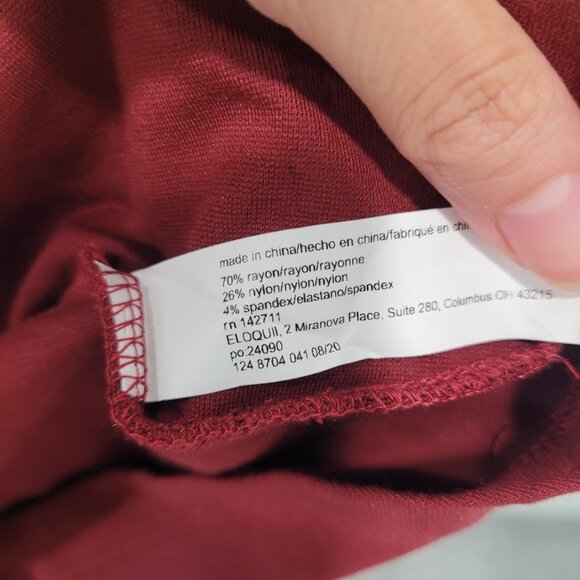 made in china/hecho en china/fabriqué en
70% rayon/rayon/rayonne
26% nylon/nylon/nylon
4% spandex/elastano/spandex
rn 142711
ELOQUII, 2 Miranova Place, Suite 280, Columbus OH 43215
po:24090
124 8704 041 08/20